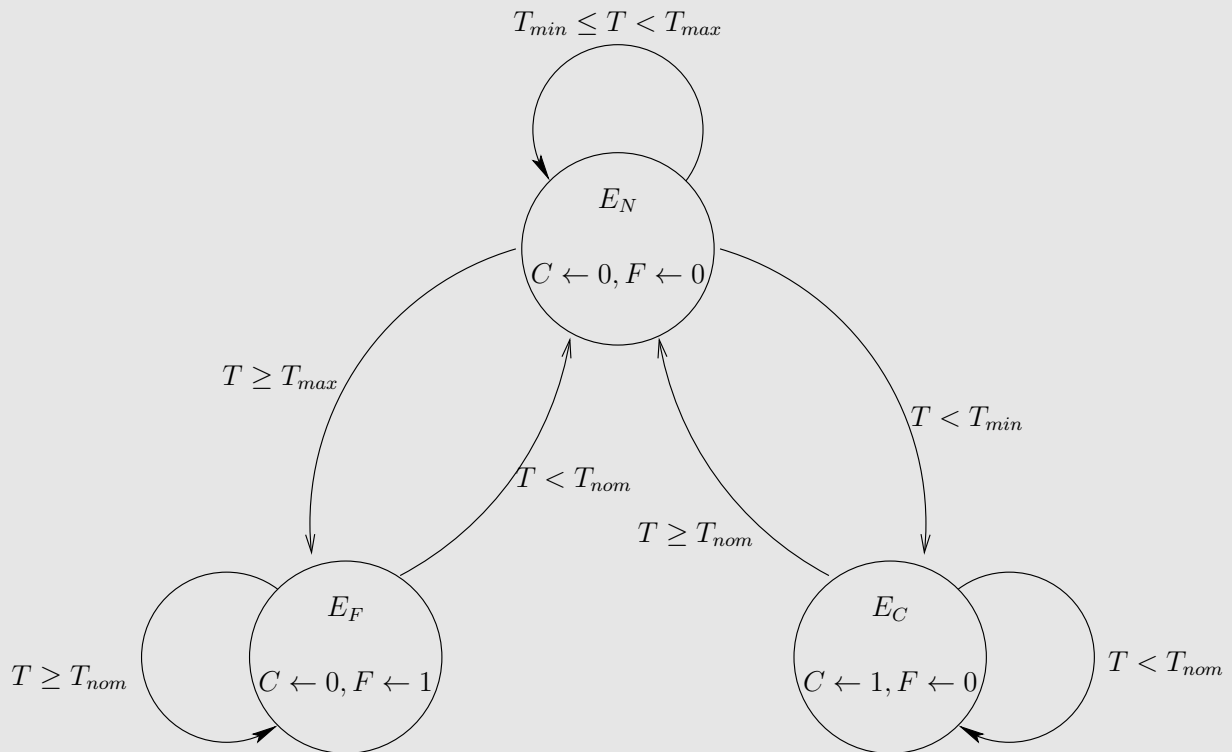 T_{min} ≤ T < T_{max}
E_N
C ← 0, F ← 0
T ≥ T_{max}
T < T_{min}
T < T_{nom}
T ≥ T_{nom}
E_F
C ← 0, F ← 1
T ≥ T_{nom}
E_C
C ← 1, F ← 0
T < T_{nom}